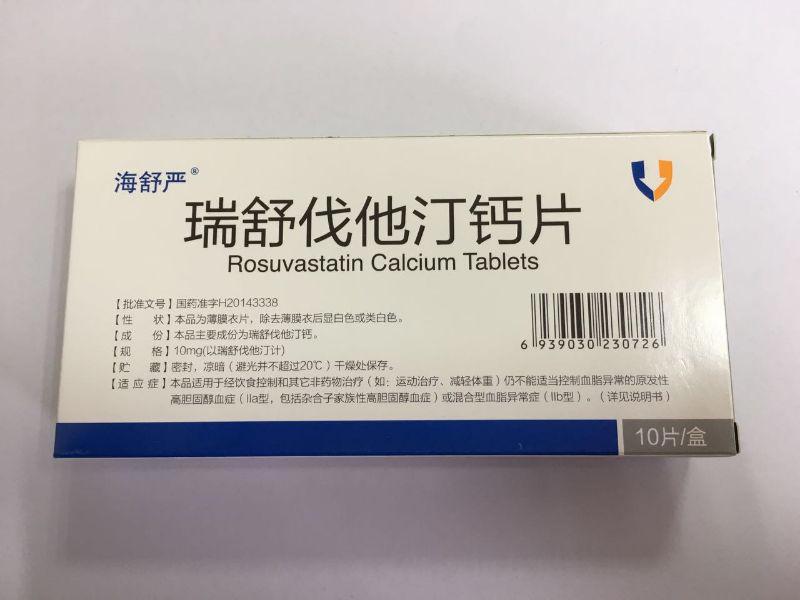 海舒严®
瑞舒伐他汀钙片
Rosuvastatin Calcium Tablets
【批准文号】国药准字H20143338
【性 状】本品为薄膜衣片，除去薄膜衣后显白色或类白色。
【成 份】本品主要成份为瑞舒伐他汀钙。
【规 格】10mg(以瑞舒伐他汀计)
【贮 藏】密封，凉暗（避光并不超过20℃）干燥处保存。
【适 应 症】本品适用于经饮食控制和其它非药物治疗（如：运动治疗、减轻体重）仍不能适当控制血脂异常的原发性
高胆固醇血症（IIa型，包括杂合子家族性高胆固醇血症）或混合型血脂异常症（IIb型）。（详见说明书）
6 939030 230726
10片/盒